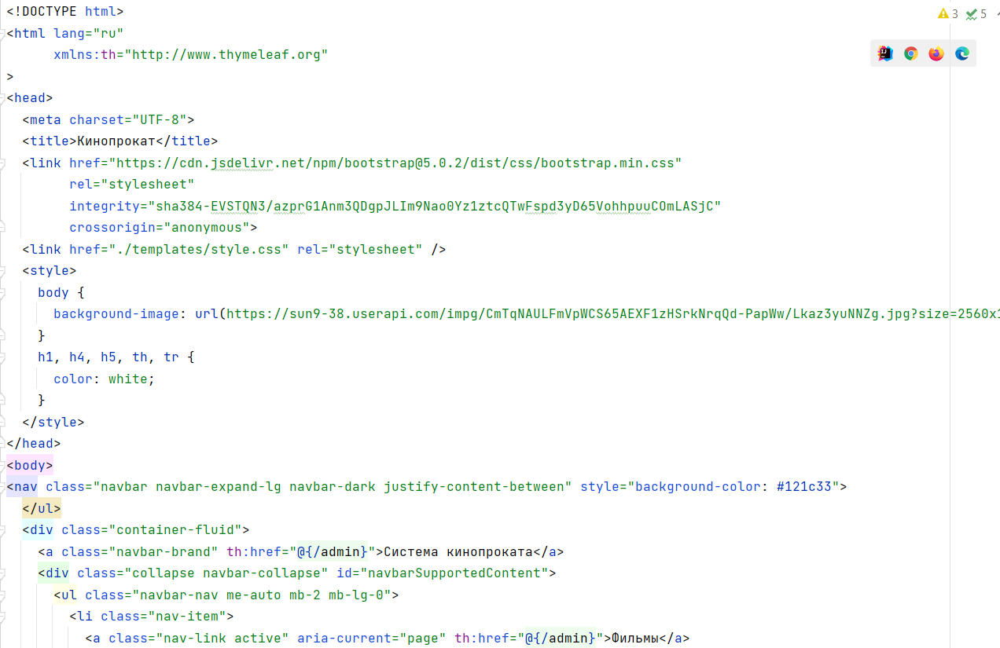 <!DOCTYPE html>
<html lang="ru"
xmlns:th="http://www.thymeleaf.org"
>
<head>
<meta charset="UTF-8">
<title>Кинопрокат</title>
<link href="https://cdn.jsdelivr.net/npm/bootstrap@5.0.2/dist/css/bootstrap.min.css"
rel="stylesheet"
integrity="sha384-EVSTQN3/azprG1Anm3QDgpJLIm9Nao0Yz1ztcQTwFspd3yD65VohhpuuCOmLASjC"
crossorigin="anonymous">
<link href="./templates/style.css" rel="stylesheet" />
<style>
body {
background-image: url(https://sun9-38.userapi.com/impg/CmTqNAULFmVpWCS65AEXF1zHSrkNrqQd-PapWw/Lkaz3yuNNZg.jpg?size=2560x1
}
h1, h4, h5, th, tr {
color: white;
}
</style>
</head>
<body>
<nav class="navbar navbar-expand-lg navbar-dark justify-content-between" style="background-color: #121c33">
</ul>
<div class="container-fluid">
<a class="navbar-brand" th:href="@{/admin}">Система кинопроката</a>
<div class="collapse navbar-collapse" id="navbarSupportedContent">
<ul class="navbar-nav me-auto mb-2 mb-lg-0">
<li class="nav-item">
<a class="nav-link active" aria-current="page" th:href="@{/admin}">Фильмы</a>
3 5